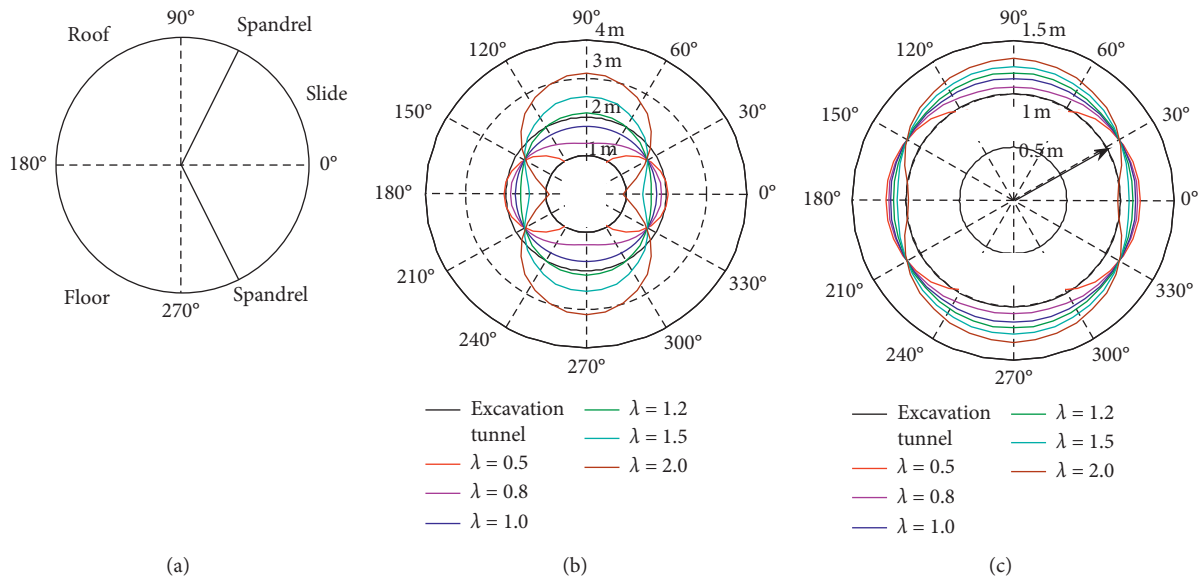 90°
Roof
Spandrel
Slide
180°
0°
Floor
Spandrel
270°
(a)
90°
4 m
120°
60°
3 m
150°
30°
2 m
1 m
180°
0°
210°
330°
240°
300°
270°
Excavation
tunnel
λ = 0.5
λ = 0.8
λ = 1.0
λ = 1.2
λ = 1.5
λ = 2.0
(b)
90°
1.5 m
120°
60°
150°
30°
1 m
0.5 m
180°
0°
210°
330°
240°
300°
270°
Excavation
tunnel
λ = 0.5
λ = 0.8
λ = 1.0
λ = 1.2
λ = 1.5
λ = 2.0
(c)